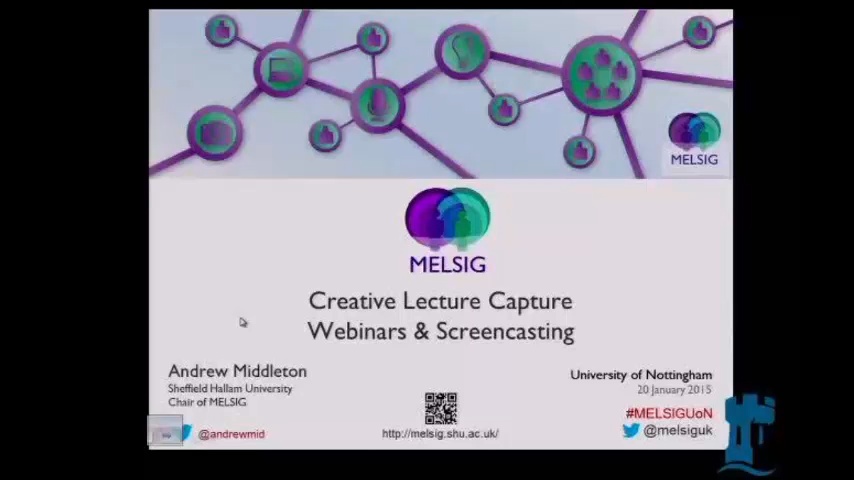 MELSIG
MELSIG
Creative Lecture Capture
Webinars & Screencasting
Andrew Middleton
Sheffield Hallam University
Chair of MELSIG
@andrewmid
http://melsig.shu.ac.uk/
University of Nottingham
20 January 2015
#MELSIGUoN
@melsiguk